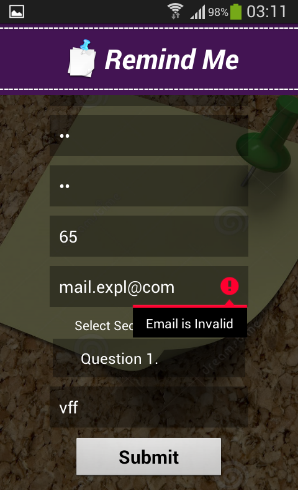 98% 03:11
Remind Me
••
••
65
mail.expl@com
Select Sec
Email is Invalid
Question 1.
vff
Submit